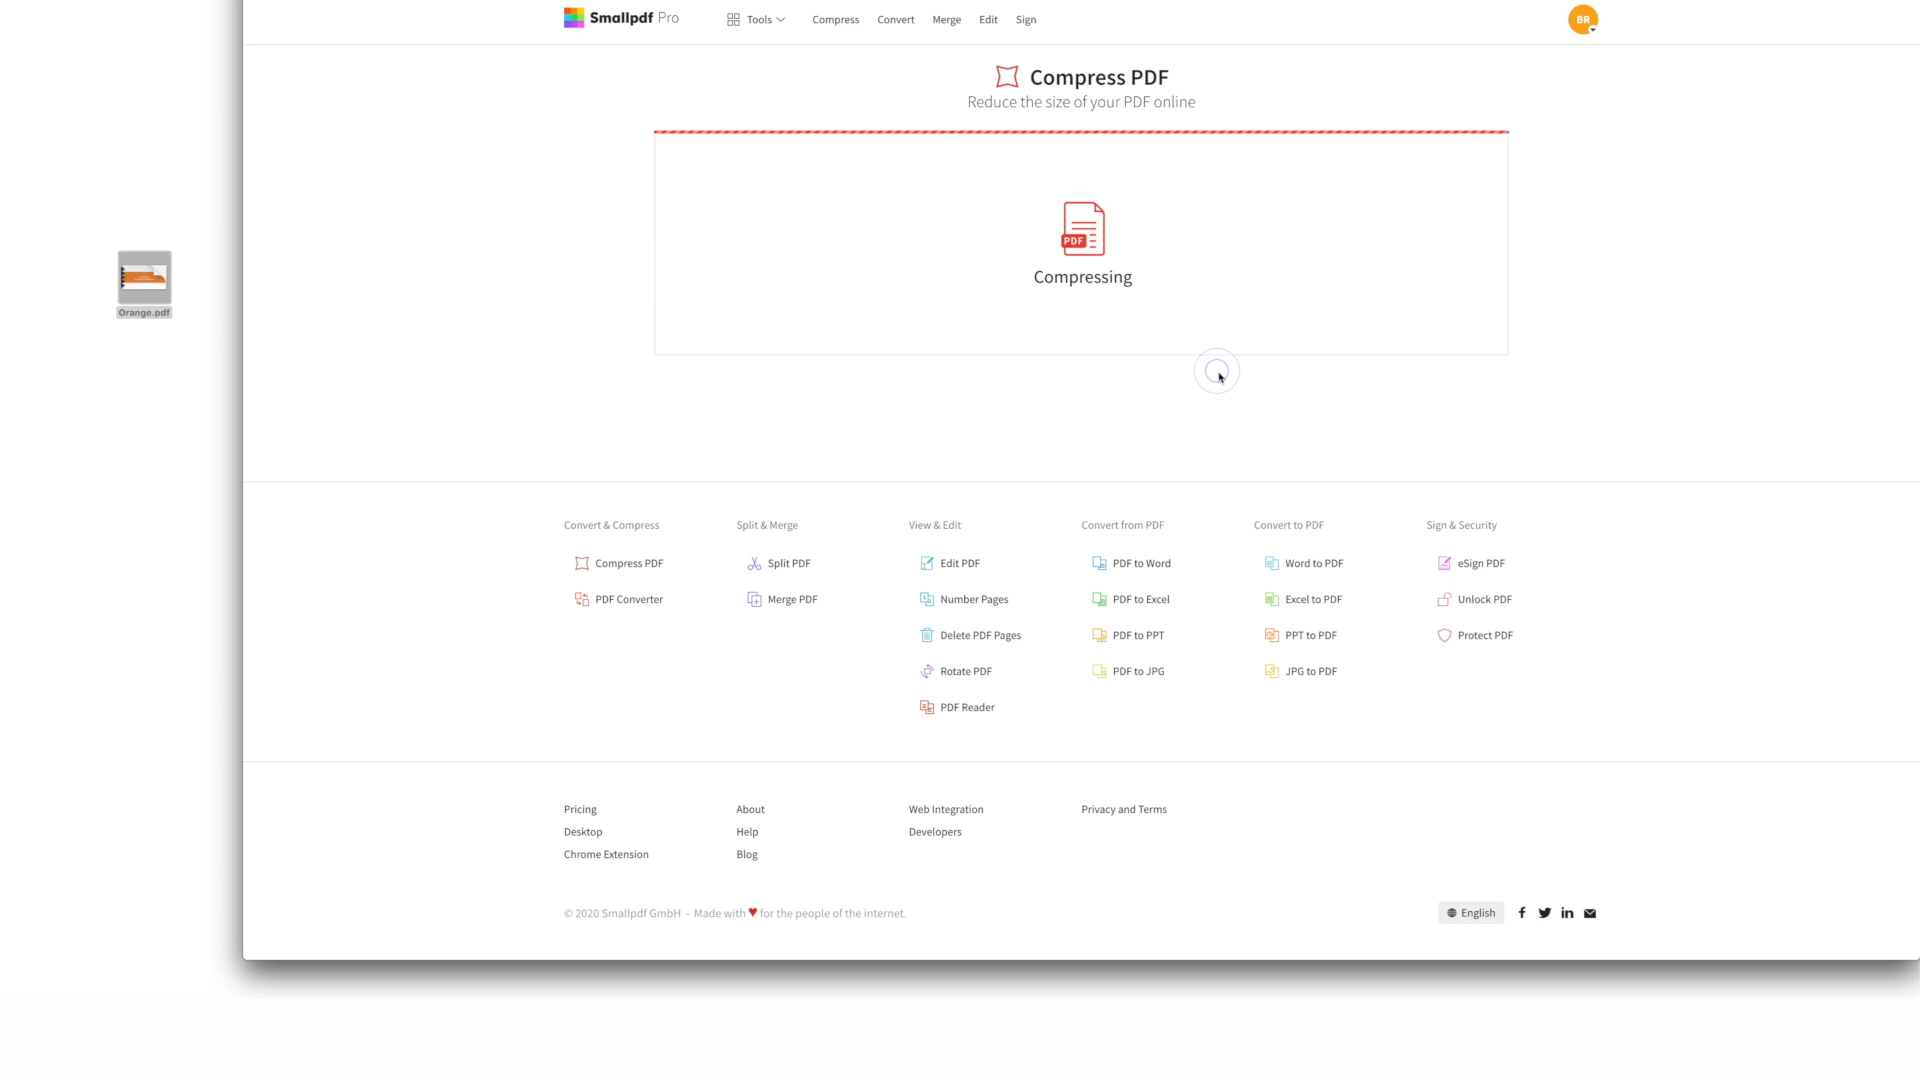 Smallpdf Pro
Tools
Compress
Convert
Merge
Edit
Sign
BR
Compress PDF
Reduce the size of your PDF online
PDF
Compressing
Orange.pdf
Convert & Compress
Compress PDF
PDF Converter
Split & Merge
Split PDF
Merge PDF
View & Edit
Edit PDF
Number Pages
Delete PDF Pages
Rotate PDF
PDF Reader
Convert from PDF
PDF to Word
PDF to Excel
PDF to PPT
PDF to JPG
Convert to PDF
Word to PDF
Excel to PDF
PPT to PDF
JPG to PDF
Sign & Security
eSign PDF
Unlock PDF
Protect PDF
Pricing
Desktop
Chrome Extension
About
Help
Blog
Web Integration
Developers
Privacy and Terms
© 2020 Smallpdf GmbH - Made with ♥ for the people of the internet.
English